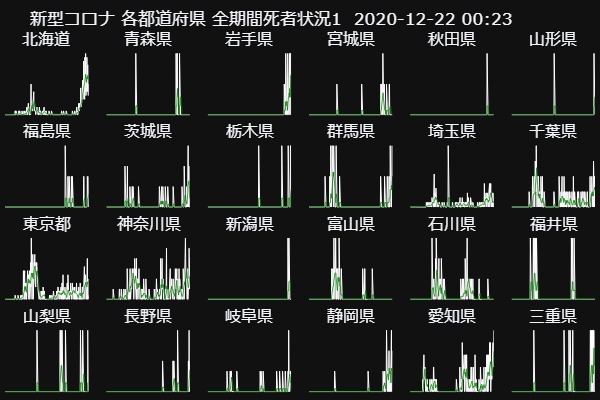 新型コロナ 各都道府県 全期間死者状況1 2020-12-22 00:23
北海道 青森県 岩手県 宮城県 秋田県 山形県
福島県 茨城県 栃木県 群馬県 埼玉県 千葉県
東京都 神奈川県 新潟県 富山県 石川県 福井県
山梨県 長野県 岐阜県 静岡県 愛知県 三重県